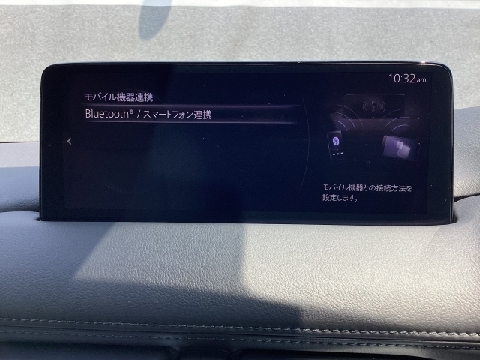 10:32am
モバイル機器連携
Bluetooth® / スマートフォン連携
モバイル機器との接続方法を
設定します。